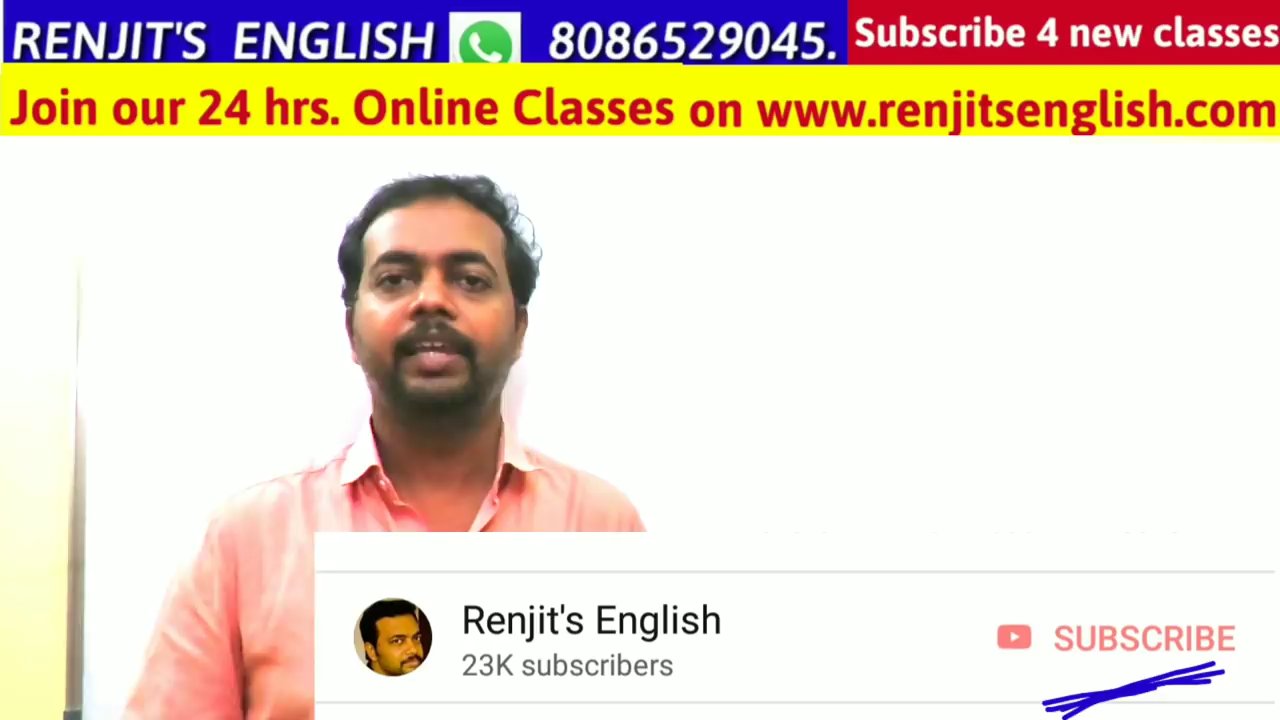 RENJIT'S ENGLISH 8086529045. Subscribe 4 new classes
Join our 24 hrs. Online Classes on www.renjitsenglish.com
Renjit's English
23K subscribers
SUBSCRIBE